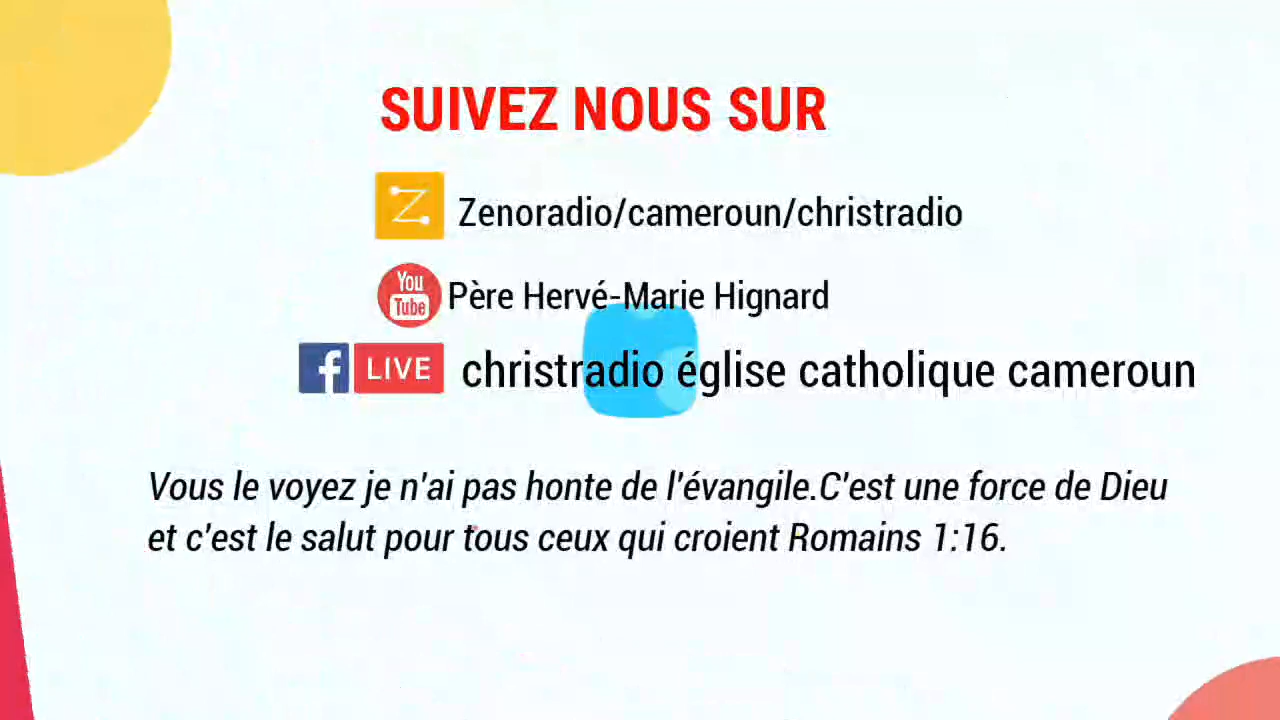 SUIVEZ NOUS SUR
Zenoradio/cameroun/christradio
You
Tube
Père Hervé-Marie Hignard
f LIVE
christradio église catholique cameroun
Vous le voyez je n'ai pas honte de l'évangile.C'est une force de Dieu
et c'est le salut pour tous ceux qui croient Romains 1:16.